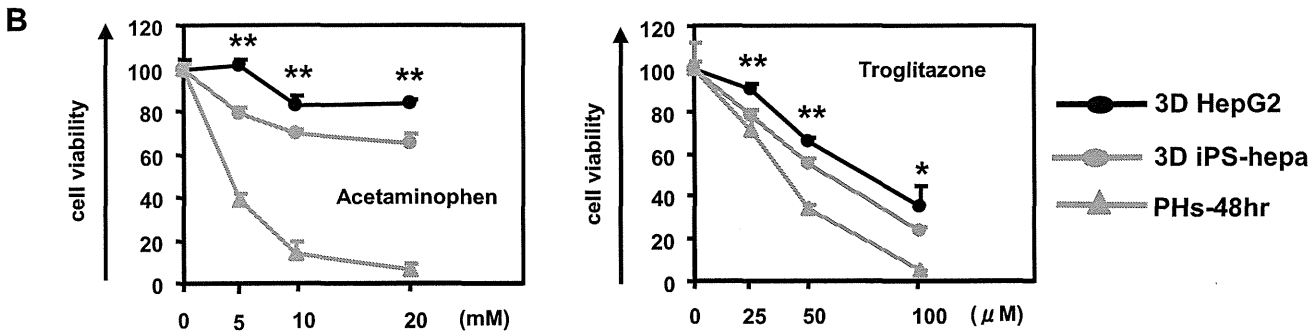 B
cell viability
120
100
80
60
40
20
0
** ** **
Acetaminophen
0 5 10 20 (mM)
cell viability
120
100
80
60
40
20
0
** ** *
Troglitazone
0 25 50 100 (μM)
3D HepG2
3D iPS-hepa
PHs-48hr